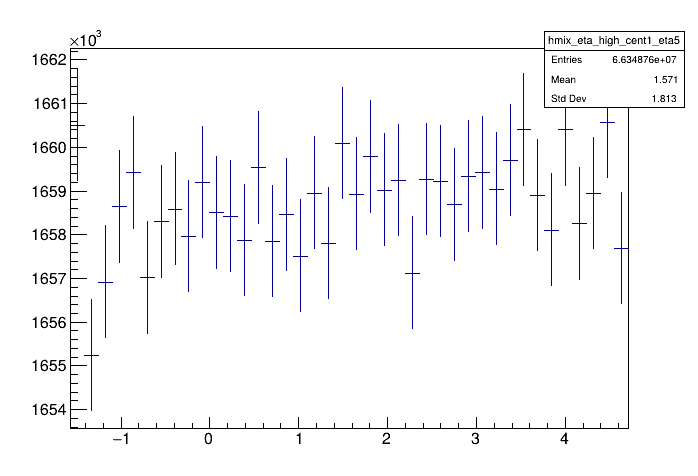 ×10³
hmix_eta_high_cent1_eta5
Entries 6.634876e+07
Mean 1.571
Std Dev 1.813
1662
1661
1660
1659
1658
1657
1656
1655
1654
−1 0 1 2 3 4